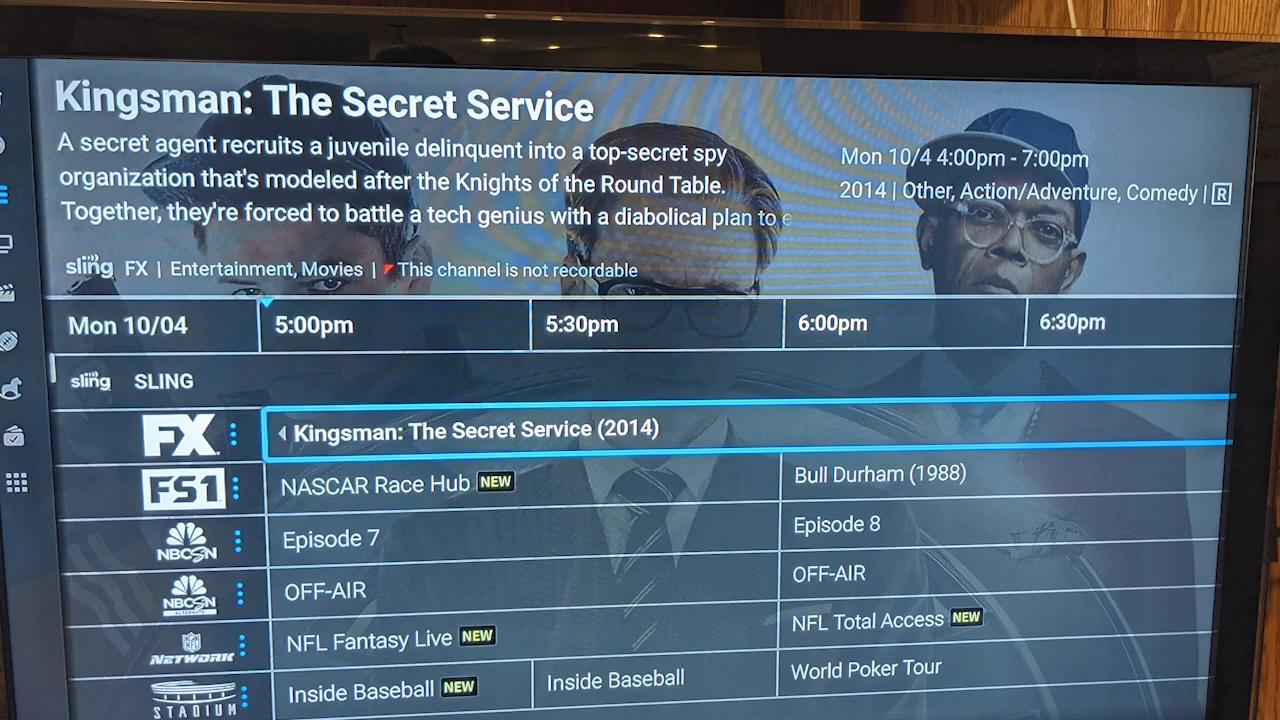 Kingsman: The Secret Service
A secret agent recruits a juvenile delinquent into a top-secret spy
organization that's modeled after the Knights of the Round Table.
Together, they're forced to battle a tech genius with a diabolical plan to e
Mon 10/4 4:00pm - 7:00pm
2014 | Other, Action/Adventure, Comedy | R
sling FX | Entertainment, Movies | This channel is not recordable
Mon 10/04 5:00pm 5:30pm 6:00pm 6:30pm
sling SLING
FX Kingsman: The Secret Service (2014)
FS1 NASCAR Race Hub NEW Bull Durham (1988)
NBCSN Episode 7 Episode 8
NBCSN ALTERNATE OFF-AIR OFF-AIR
NFL NETWORK NFL Fantasy Live NEW NFL Total Access NEW
STADIUM Inside Baseball NEW Inside Baseball World Poker Tour